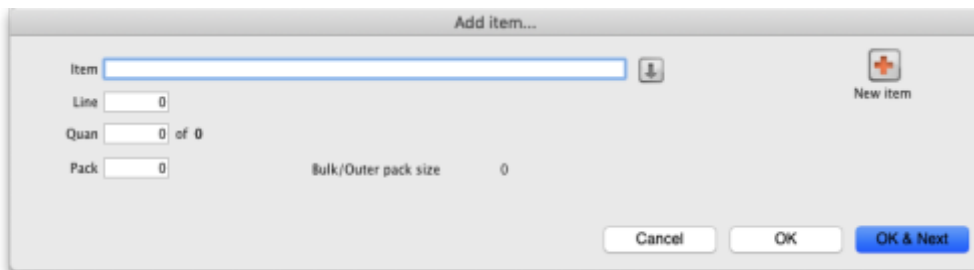 Add item...
Item
New item
Line 0
Quan 0 of 0
Pack 0 Bulk/Outer pack size 0
Cancel OK OK & Next